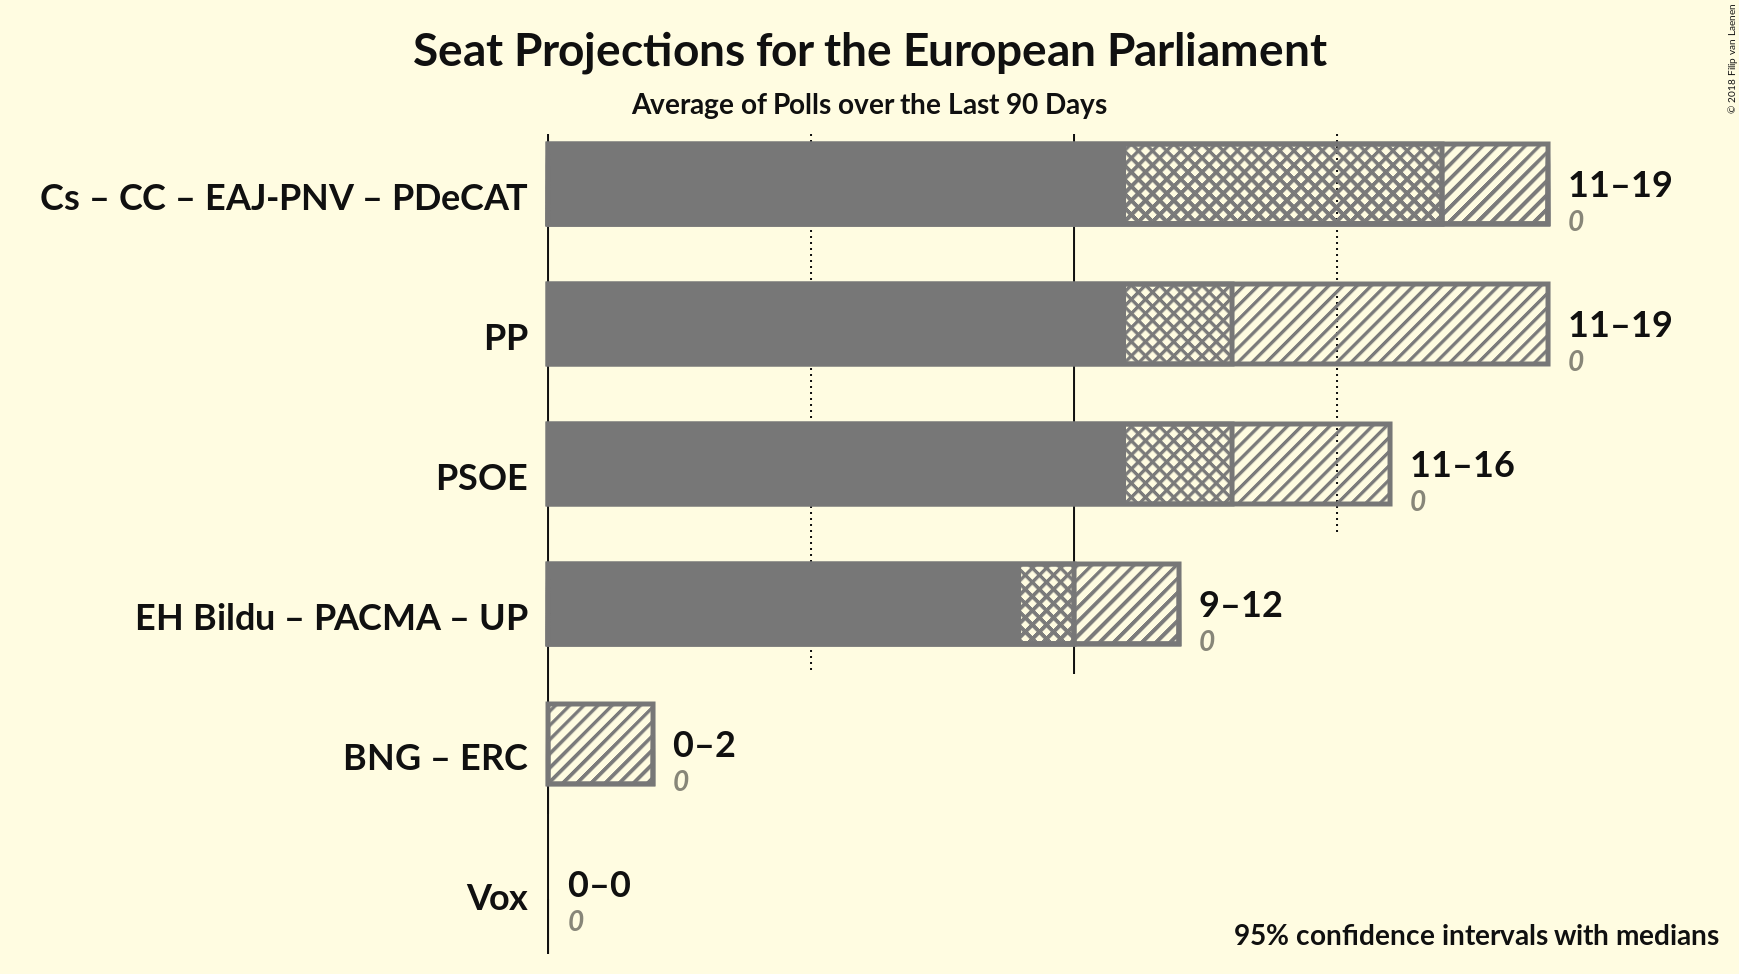 Seat Projections for the European Parliament
Average of Polls over the Last 90 Days
© 2018 Filip van Laenen
Cs – CC – EAJ-PNV – PDeCAT
11–19
0
PP
11–19
0
PSOE
11–16
0
EH Bildu – PACMA – UP
9–12
0
BNG – ERC
0–2
0
Vox
0–0
0
95% confidence intervals with medians